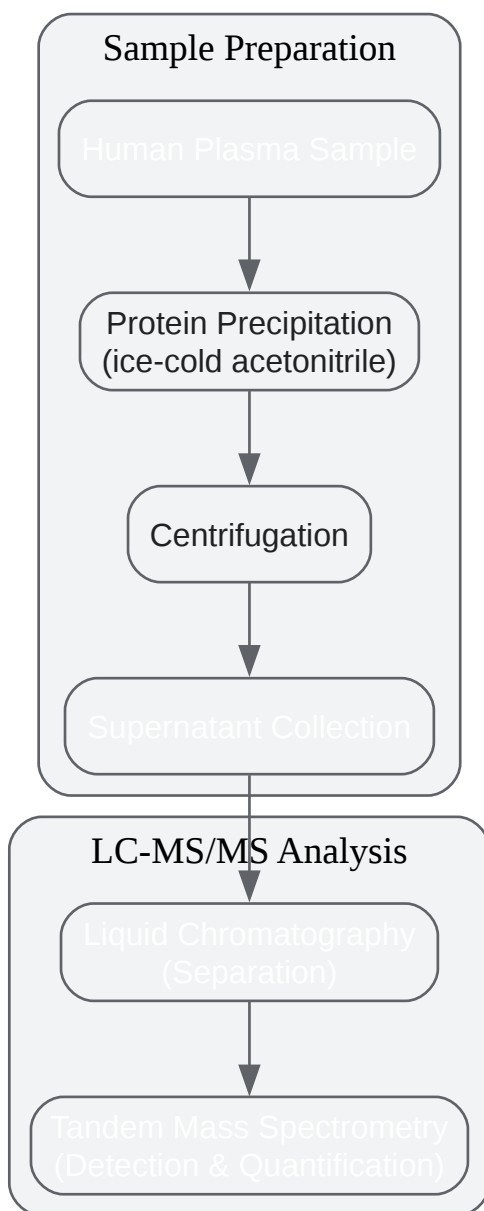 Sample Preparation
Human Plasma Sample
Protein Precipitation
(ice-cold acetonitrile)
Centrifugation
Supernatant Collection
LC-MS/MS Analysis
Liquid Chromatography
(Separation)
Tandem Mass Spectrometry
(Detection & Quantification)